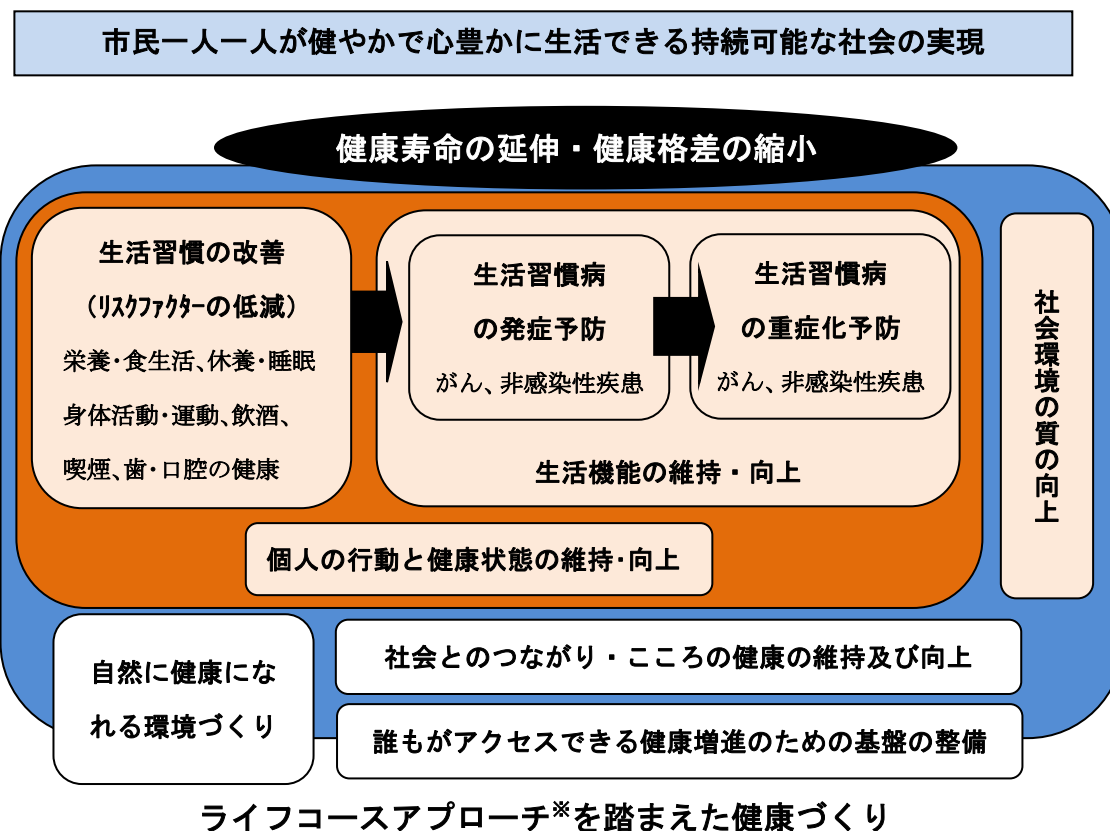 市民一人一人が健やかで心豊かに生活できる持続可能な社会の実現
健康寿命の延伸・健康格差の縮小
生活習慣の改善
（ﾘｽｸﾌｧｸﾀｰの低減）
栄養･食生活、休養･睡眠
身体活動･運動、飲酒、
喫煙、歯･口腔の健康
生活習慣病
の発症予防
がん、非感染性疾患
生活習慣病
の重症化予防
がん、非感染性疾患
生活機能の維持・向上
個人の行動と健康状態の維持･向上
社会環境の質の向上
自然に健康にな
れる環境づくり
社会とのつながり・こころの健康の維持及び向上
誰もがアクセスできる健康増進のための基盤の整備
ライフコースアプローチ※を踏まえた健康づくり